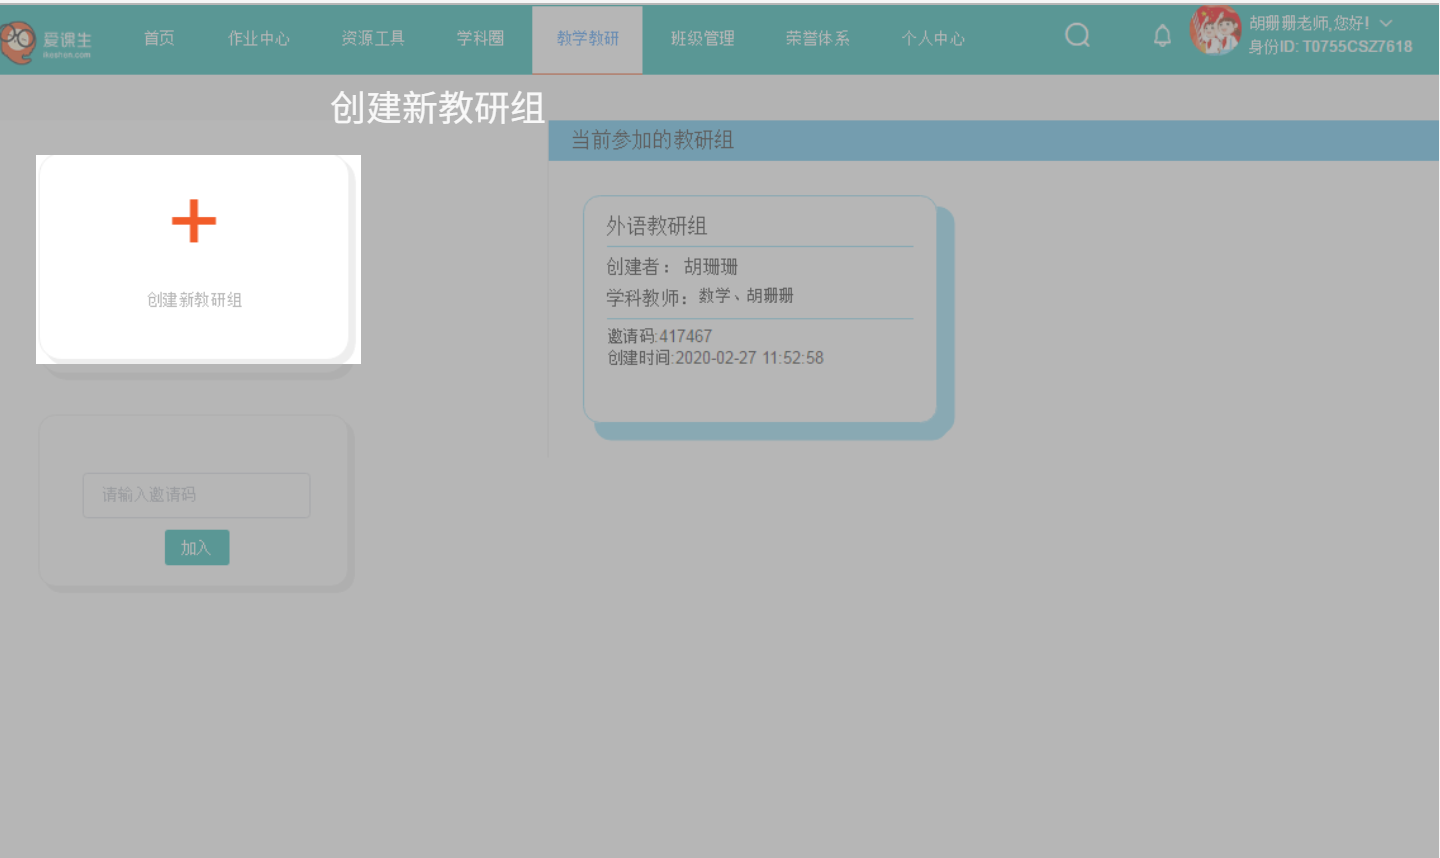 爱课生
ikeshen.com
首页
作业中心
资源工具
学科圈
教学教研
班级管理
荣誉体系
个人中心
胡珊珊老师,您好!
身份ID: T0755CSZ7618
创建新教研组
当前参加的教研组
创建新教研组
外语教研组
创建者： 胡珊珊
学科教师：数学、胡珊珊
邀请码:417467
创建时间:2020-02-27 11:52:58
请输入邀请码
加入